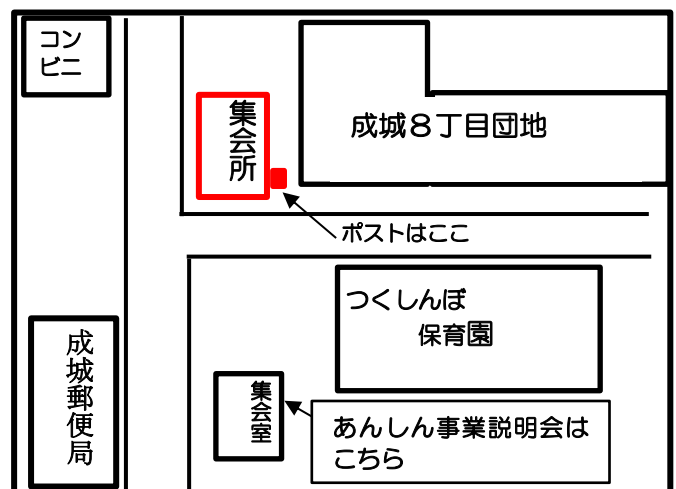 コン
ビニ
集会所
成城８丁目団地
ポストはここ
つくしんぼ
保育園
成城郵便局
集会室
あんしん事業説明会は
こちら